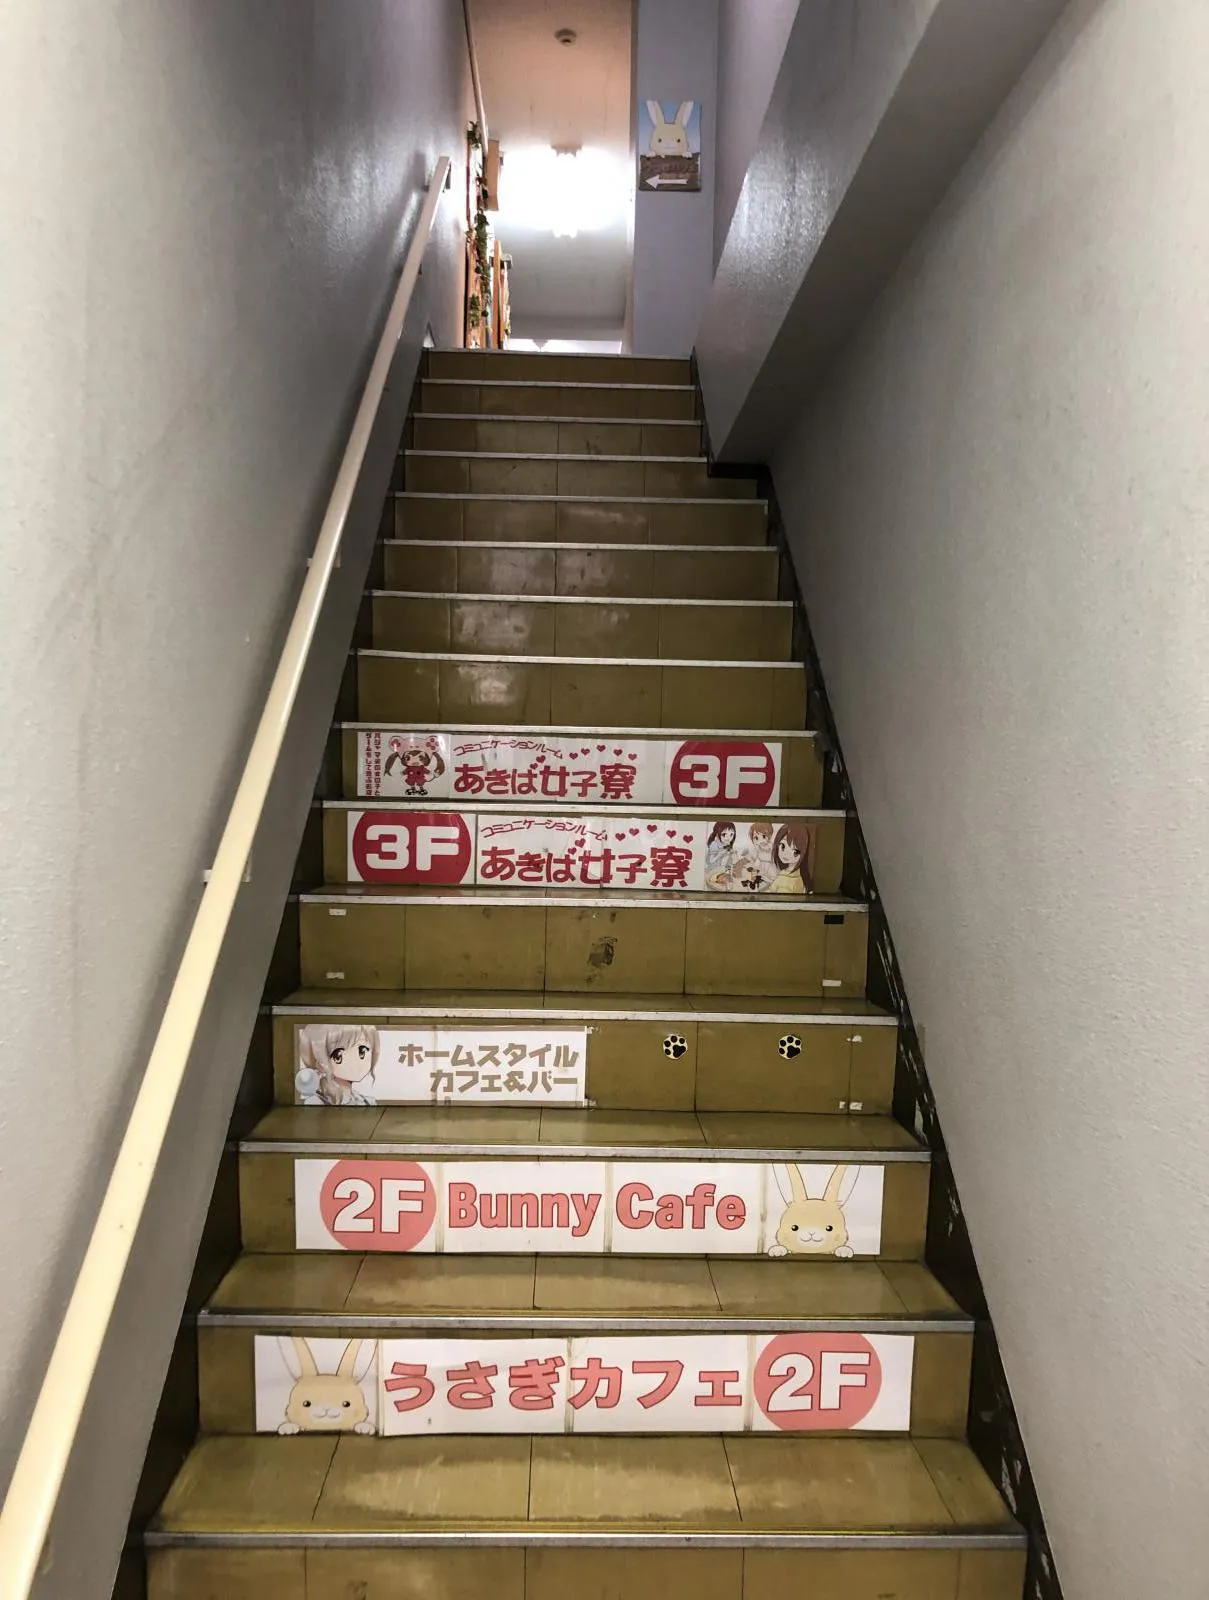 コミュニケーションルーム
あきば女子寮
3F
3F
コミュニケーションルーム
あきば女子寮
ホームスタイル
カフェ&バー
2F Bunny Cafe
うさぎカフェ 2F